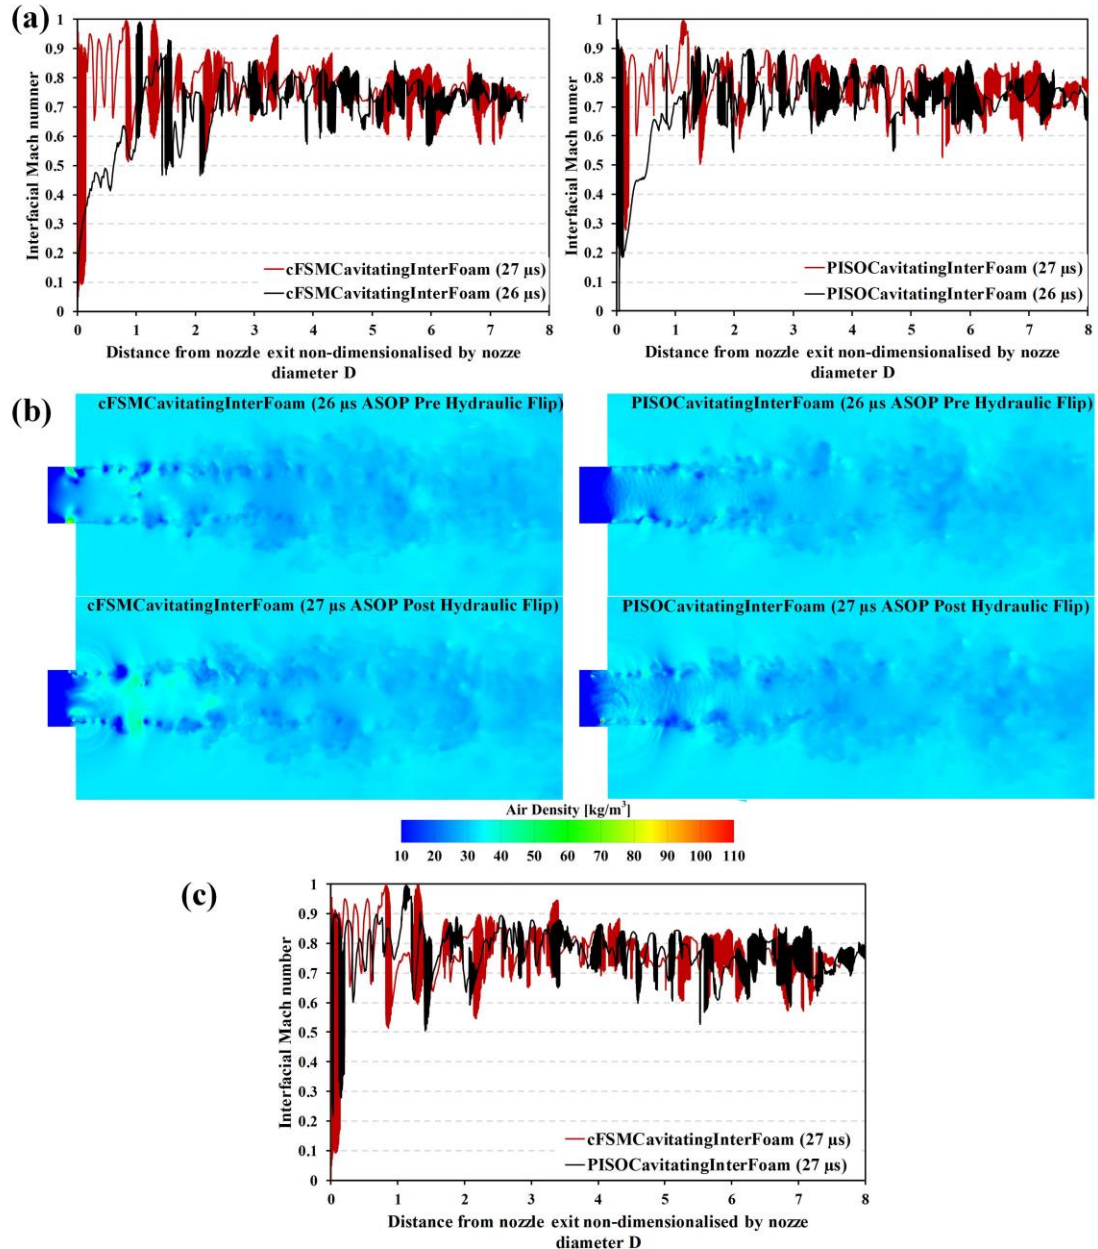 (a)
1
0.9
0.8
0.7
0.6
0.5
0.4
0.3
0.2
0.1
0
Interfacial Mach numner
cFSMCavitatingInterFoam (27 µs)
cFSMCavitatingInterFoam (26 µs)
0 1 2 3 4 5 6 7 8
Distance from nozzle exit non-dimensionalised by nozze
diameter D
1
0.9
0.8
0.7
0.6
0.5
0.4
0.3
0.2
0.1
0
Interfacial Mach numer
PISOCavitatingInterFoam (27 µs)
PISOCavitatingInterFoam (26 µs)
0 1 2 3 4 5 6 7 8
Distance from nozzle exit non-dimensionalised by nozze
diameter D
(b)
cFSMCavitatingInterFoam (26 µs ASOP Pre Hydraulic Flip)
PISOCavitatingInterFoam (26 µs ASOP Pre Hydraulic Flip)
cFSMCavitatingInterFoam (27 µs ASOP Post Hydraulic Flip)
PISOCavitatingInterFoam (27 µs ASOP Post Hydraulic Flip)
Air Density [kg/m³]
10 20 30 40 50 60 70 80 90 100 110
(c)
1
0.9
0.8
0.7
0.6
0.5
0.4
0.3
0.2
0.1
0
Interfacial Mach number
cFSMCavitatingInterFoam (27 µs)
PISOCavitatingInterFoam (27 µs)
0 1 2 3 4 5 6 7 8
Distance from nozzle exit non-dimensionalised by nozze
diameter D